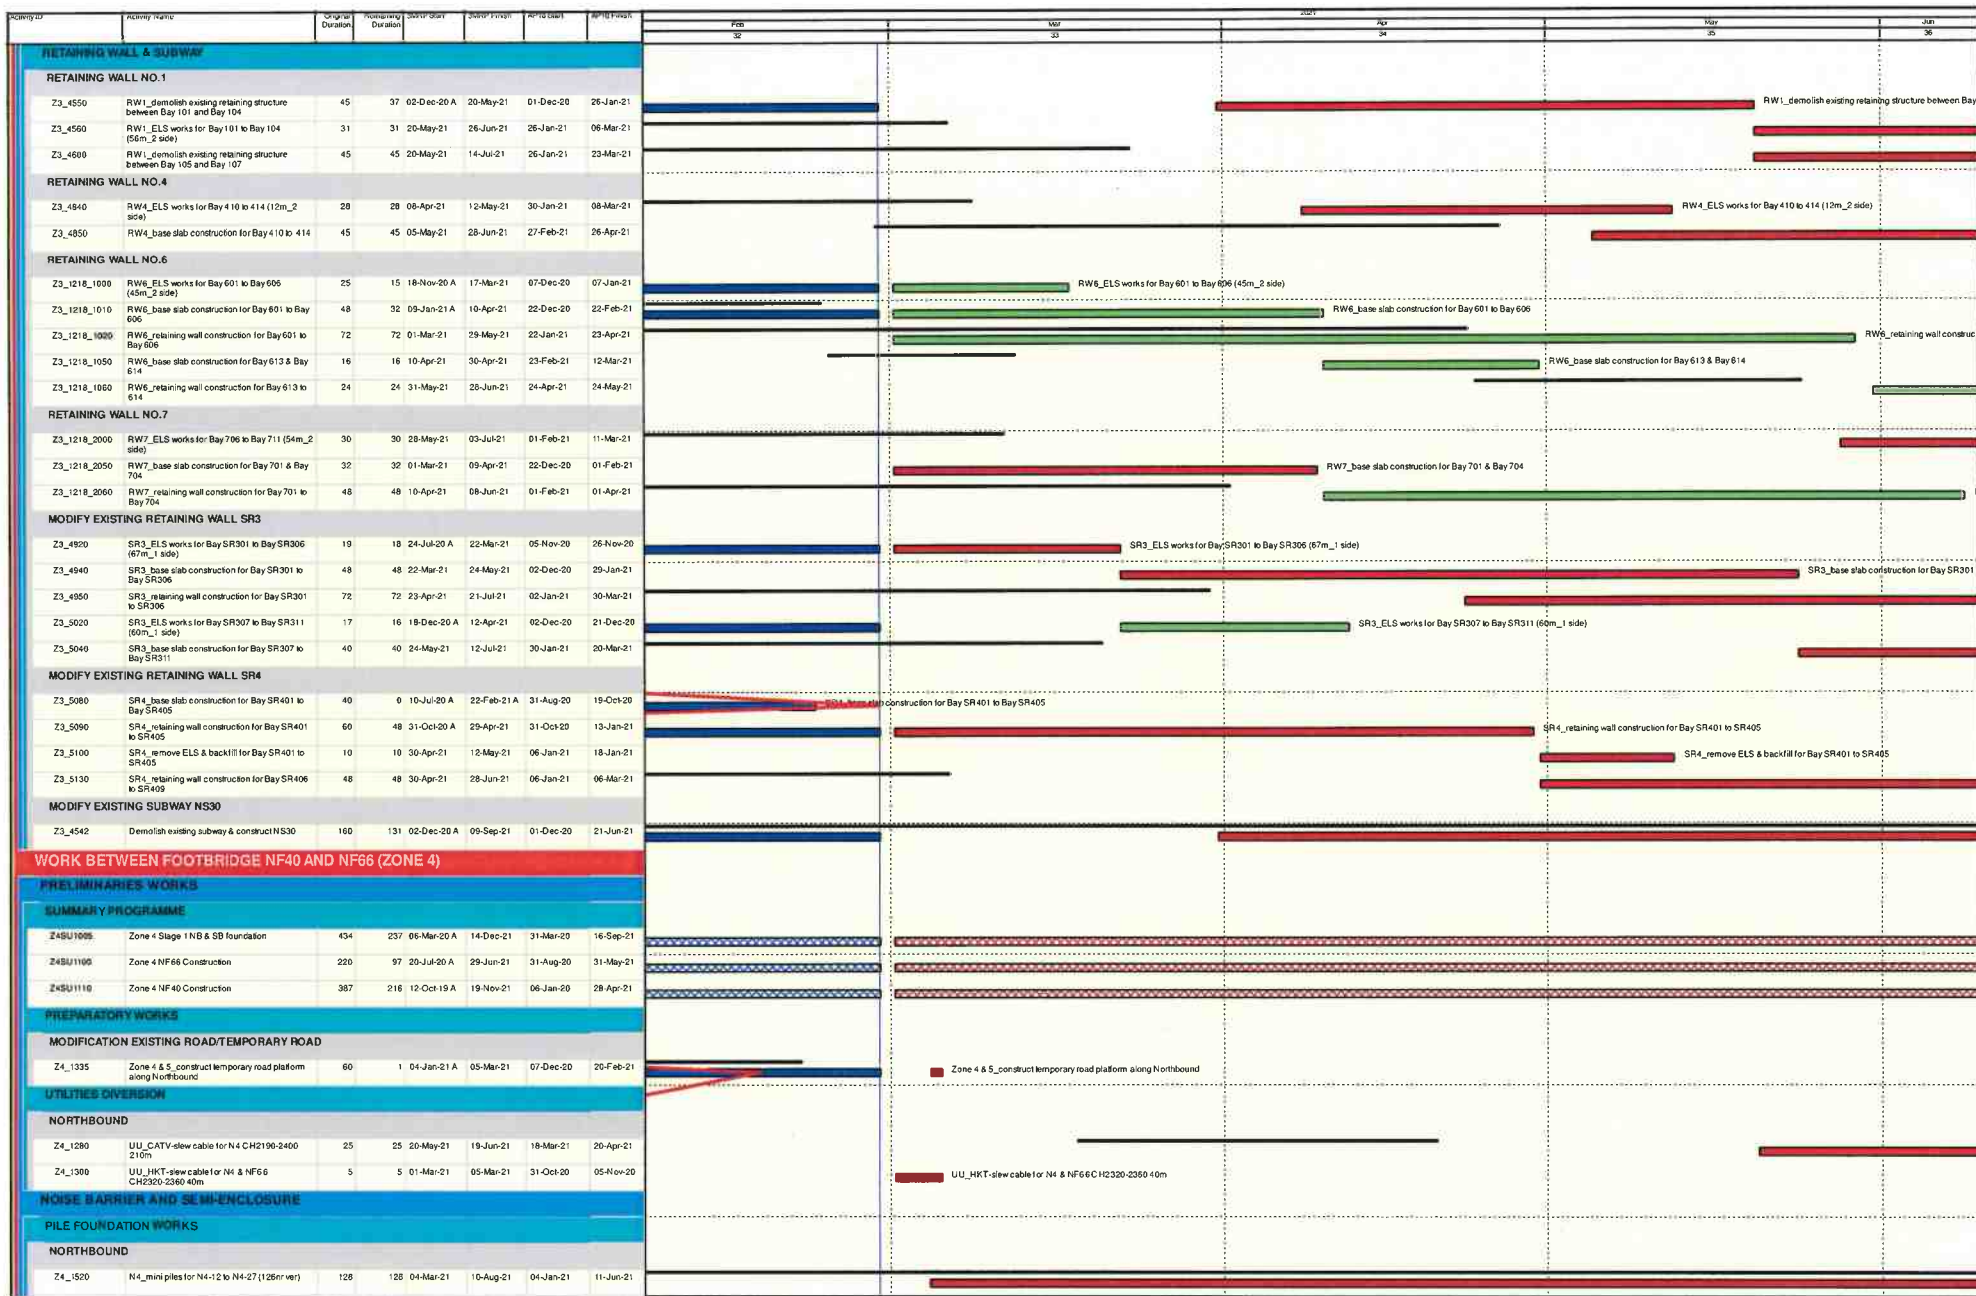 Activity ID Activity Name Original Duration Remaining Duration 3MRP Start 3MRP Finish AP10 Start AP10 Finish 2021
Feb Mar Apr May Jun
32 33 34 35 36
RETAINING WALL & SUBWAY
RETAINING WALL NO.1
Z3_4550 RW1_demolish existing retaining structure between Bay 101 and Bay 104 45 37 02-Dec-20 A 20-May-21 01-Dec-20 26-Jan-21 RW1_demolish existing retaining structure between Bay
Z3_4560 RW1_ELS works for Bay 101 to Bay 104 (56m_2 side) 31 31 20-May-21 26-Jun-21 26-Jan-21 06-Mar-21
Z3_4600 RW1_demolish existing retaining structure between Bay 105 and Bay 107 45 45 20-May-21 14-Jul-21 26-Jan-21 23-Mar-21
RETAINING WALL NO.4
Z3_4840 RW4_ELS works for Bay 410 to 414 (12m_2 side) 28 28 08-Apr-21 12-May-21 30-Jan-21 08-Mar-21 RW4_ELS works for Bay 410 to 414 (12m_2 side)
Z3_4850 RW4_base slab construction for Bay 410 to 414 45 45 05-May-21 28-Jun-21 27-Feb-21 26-Apr-21
RETAINING WALL NO.6
Z3_1218_1000 RW6_ELS works for Bay 601 to Bay 606 (45m_2 side) 25 15 18-Nov-20 A 17-Mar-21 07-Dec-20 07-Jan-21 RW6_ELS works for Bay 601 to Bay 606 (45m_2 side)
Z3_1218_1010 RW6_base slab construction for Bay 601 to Bay 606 48 32 09-Jan-21 A 10-Apr-21 22-Dec-20 22-Feb-21 RW6_base slab construction for Bay 601 to Bay 606
Z3_1218_1020 RW6_retaining wall construction for Bay 601 to Bay 606 72 72 01-Mar-21 29-May-21 22-Jan-21 23-Apr-21 RW6_retaining wall construc
Z3_1218_1050 RW6_base slab construction for Bay 613 & Bay 614 16 16 10-Apr-21 30-Apr-21 23-Feb-21 12-Mar-21 RW6_base slab construction for Bay 613 & Bay 614
Z3_1218_1060 RW6_retaining wall construction for Bay 613 to 614 24 24 31-May-21 28-Jun-21 24-Apr-21 24-May-21
RETAINING WALL NO.7
Z3_1218_2000 RW7_ELS works for Bay 706 to Bay 711 (54m_2 side) 30 30 28-May-21 03-Jul-21 01-Feb-21 11-Mar-21
Z3_1218_2050 RW7_base slab construction for Bay 701 & Bay 704 32 32 01-Mar-21 09-Apr-21 22-Dec-20 01-Feb-21 RW7_base slab construction for Bay 701 & Bay 704
Z3_1218_2060 RW7_retaining wall construction for Bay 701 to Bay 704 48 48 10-Apr-21 08-Jun-21 01-Feb-21 01-Apr-21
MODIFY EXISTING RETAINING WALL SR3
Z3_4920 SR3_ELS works for Bay SR301 to Bay SR306 (67m_1 side) 19 18 24-Jul-20 A 22-Mar-21 05-Nov-20 26-Nov-20 SR3_ELS works for Bay SR301 to Bay SR306 (67m_1 side)
Z3_4940 SR3_base slab construction for Bay SR301 to Bay SR306 48 48 22-Mar-21 24-May-21 02-Dec-20 29-Jan-21 SR3_base slab construction for Bay SR301
Z3_4950 SR3_retaining wall construction for Bay SR301 to SR306 72 72 23-Apr-21 21-Jul-21 02-Jan-21 30-Mar-21
Z3_5020 SR3_ELS works for Bay SR307 to Bay SR311 (60m_1 side) 17 16 18-Dec-20 A 12-Apr-21 02-Dec-20 21-Dec-20 SR3_ELS works for Bay SR307 to Bay SR311 (60m_1 side)
Z3_5040 SR3_base slab construction for Bay SR307 to Bay SR311 40 40 24-May-21 12-Jul-21 30-Jan-21 20-Mar-21
MODIFY EXISTING RETAINING WALL SR4
Z3_5080 SR4_base slab construction for Bay SR401 to Bay SR405 40 0 10-Jul-20 A 22-Feb-21 A 31-Aug-20 19-Oct-20 SR4_base slab construction for Bay SR401 to Bay SR405
Z3_5090 SR4_retaining wall construction for Bay SR401 to SR405 60 48 31-Oct-20 A 29-Apr-21 31-Oct-20 13-Jan-21 SR4_retaining wall construction for Bay SR401 to SR405
Z3_5100 SR4_remove ELS & backfill for Bay SR401 to SR405 10 10 30-Apr-21 12-May-21 06-Jan-21 18-Jan-21 SR4_remove ELS & backfill for Bay SR401 to SR405
Z3_5130 SR4_retaining wall construction for Bay SR406 to SR409 48 48 30-Apr-21 28-Jun-21 06-Jan-21 06-Mar-21
MODIFY EXISTING SUBWAY NS30
Z3_4542 Demolish existing subway & construct NS30 160 131 02-Dec-20 A 09-Sep-21 01-Dec-20 21-Jun-21
WORK BETWEEN FOOTBRIDGE NF40 AND NF66 (ZONE 4)
PRELIMINARIES WORKS
SUMMARY PROGRAMME
Z4SU1005 Zone 4 Stage 1 NB & SB foundation 434 237 06-Mar-20 A 14-Dec-21 31-Mar-20 16-Sep-21
Z4SU1100 Zone 4 NF66 Construction 220 97 20-Jul-20 A 29-Jun-21 31-Aug-20 31-May-21
Z4SU1110 Zone 4 NF40 Construction 387 216 12-Oct-19 A 19-Nov-21 06-Jan-20 28-Apr-21
PREPARATORY WORKS
MODIFICATION EXISTING ROAD/TEMPORARY ROAD
Z4_1335 Zone 4 & 5_construct temporary road platform along Northbound 60 1 04-Jan-21 A 05-Mar-21 07-Dec-20 20-Feb-21 Zone 4 & 5_construct temporary road platform along Northbound
UTILITIES DIVERSION
NORTHBOUND
Z4_1280 UU_CATV-slew cable for N4 CH2190-2400 210m 25 25 20-May-21 19-Jun-21 18-Mar-21 20-Apr-21
Z4_1300 UU_HKT-slew cable for N4 & NF66 CH2320-2360 40m 5 5 01-Mar-21 05-Mar-21 31-Oct-20 05-Nov-20 UU_HKT-slew cable for N4 & NF66 CH2320-2360 40m
NOISE BARRIER AND SEMI-ENCLOSURE
PILE FOUNDATION WORKS
NORTHBOUND
Z4_1520 N4_mini piles for N4-12 to N4-27 (126nr ver) 128 128 04-Mar-21 10-Aug-21 04-Jan-21 11-Jun-21